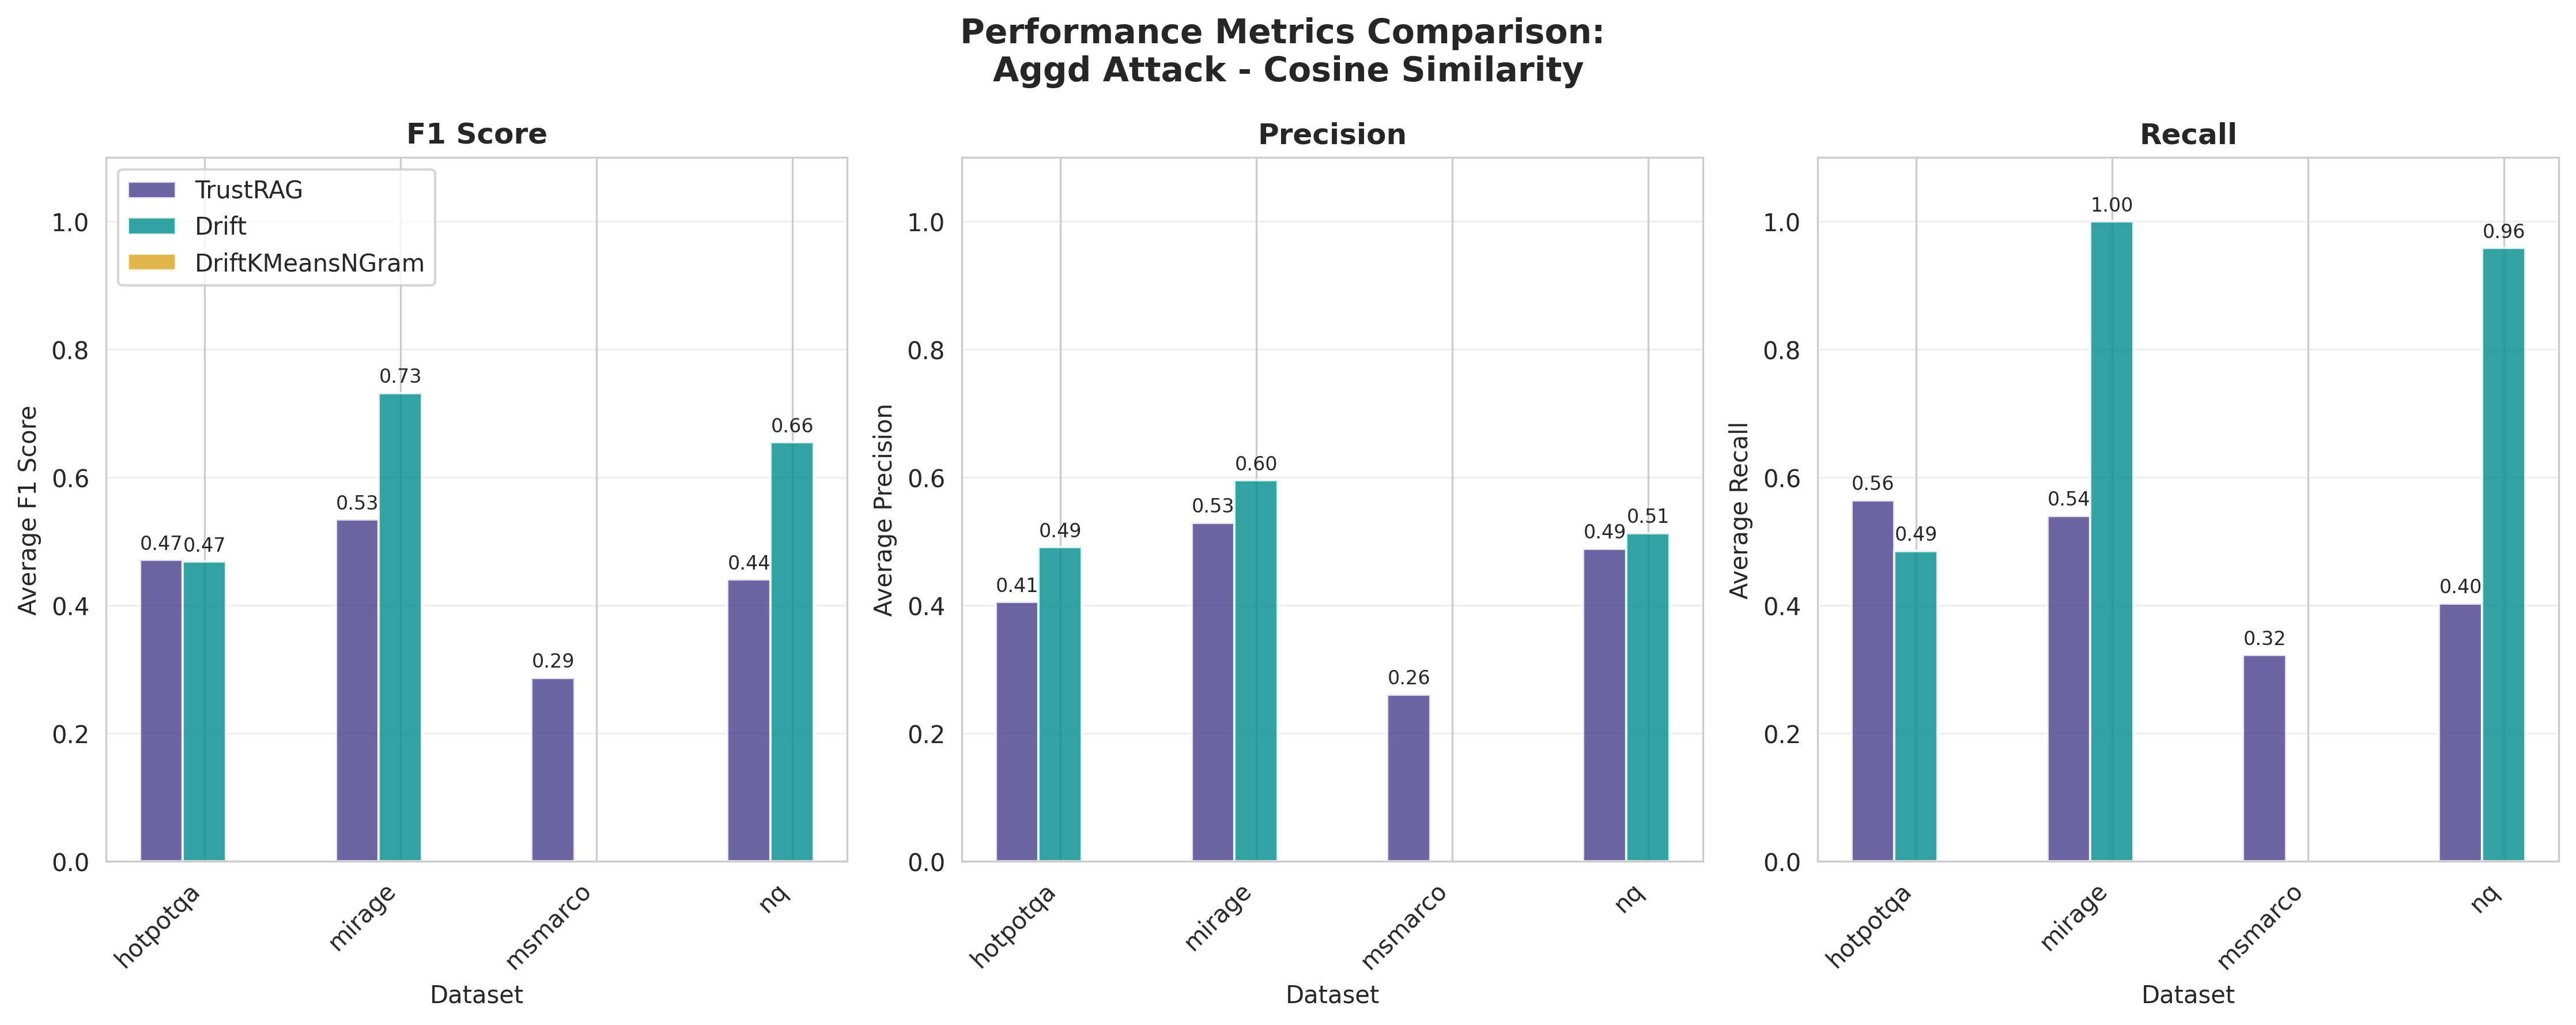 Performance Metrics Comparison:
Aggd Attack - Cosine Similarity
F1 Score
TrustRAG
Drift
DriftKMeansNGram
Average F1 Score
1.0
0.8
0.6
0.4
0.2
0.0
0.47
0.47
0.53
0.73
0.29
0.44
0.66
hotpotqa
mirage
msmarco
nq
Dataset
Precision
Average Precision
1.0
0.8
0.6
0.4
0.2
0.0
0.41
0.49
0.53
0.60
0.26
0.49
0.51
hotpotqa
mirage
msmarco
nq
Dataset
Recall
Average Recall
1.0
0.8
0.6
0.4
0.2
0.0
0.56
0.49
0.54
1.00
0.32
0.40
0.96
hotpotqa
mirage
msmarco
nq
Dataset